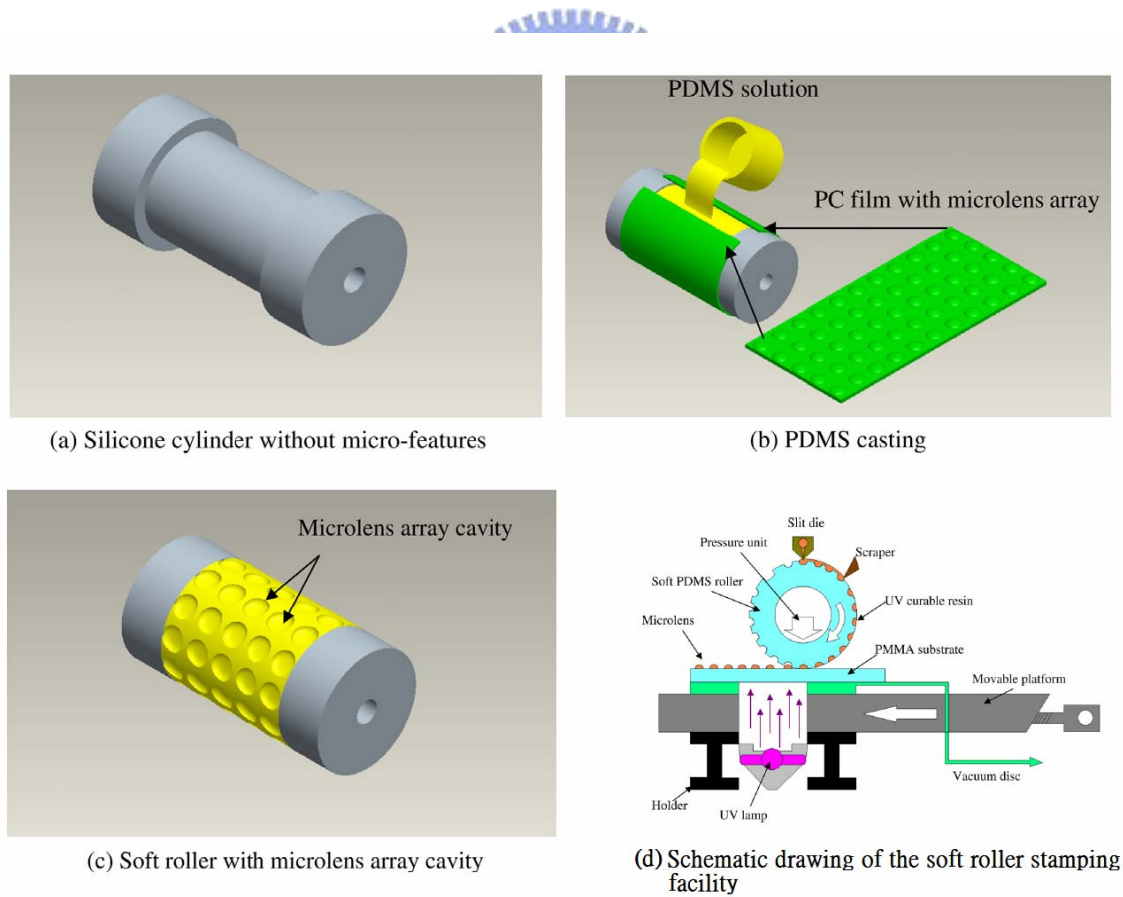 PDMS solution
PC film with microlens array
(a) Silicone cylinder without micro-features
(b) PDMS casting
Microlens array cavity
(c) Soft roller with microlens array cavity
Slit die
Pressure unit
Scraper
Soft PDMS roller
UV curable resin
Microlens
PMMA substrate
Movable platform
Vacuum disc
Holder
UV lamp
(d) Schematic drawing of the soft roller stamping
facility